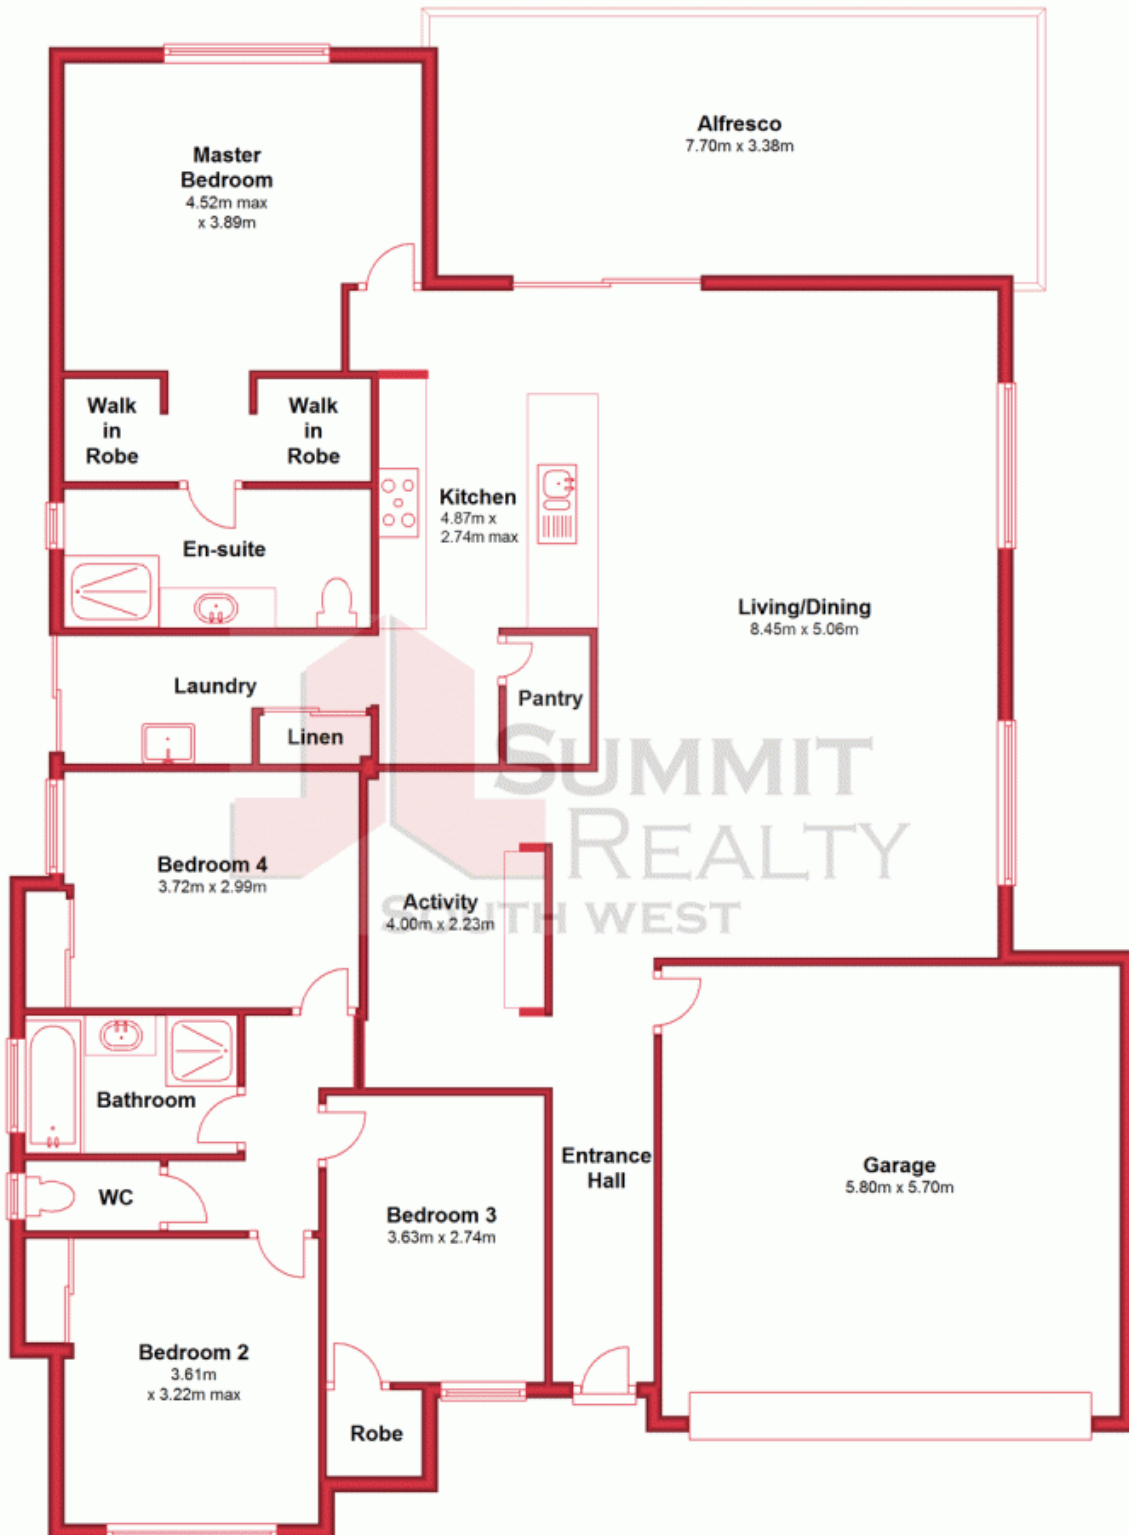 Alfresco
7.70m x 3.38m
Master
Bedroom
4.52m max
x 3.89m
Walk
in
Robe
Walk
in
Robe
Kitchen
4.87m x
2.74m max
En-suite
Living/Dining
8.45m x 5.06m
Laundry
Pantry
Linen
SUMMIT
REALTY
SOUTH WEST
Bedroom 4
3.72m x 2.99m
Activity
4.00m x 2.23m
Bathroom
Entrance
Hall
Garage
5.80m x 5.70m
WC
Bedroom 3
3.63m x 2.74m
Bedroom 2
3.61m
x 3.22m max
Robe